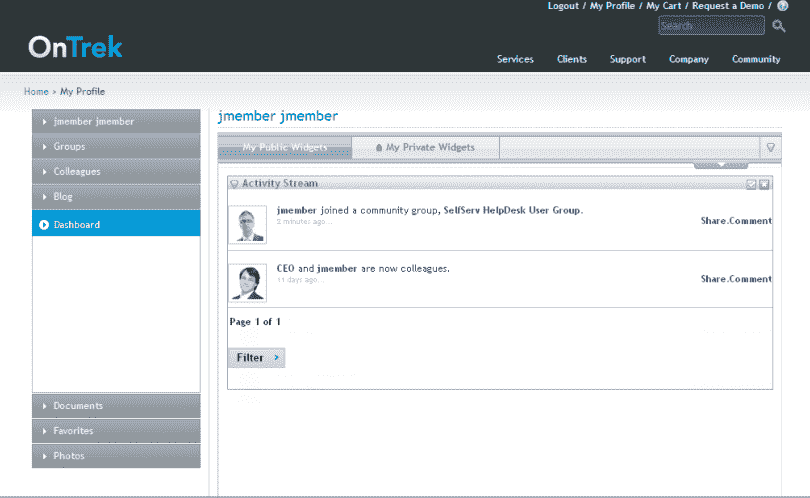 Logout / My Profile / My Cart / Request a Demo / ?
Search
OnTrek
Services Clients Support Company Community
Home > My Profile
jmember jmember
Groups
Colleagues
Blog
Dashboard
Documents
Favorites
Photos
jmember jmember
My Public Widgets My Private Widgets
Activity Stream
jmember joined a community group, SelfServ HelpDesk User Group.
2 minutes ago...
Share.Comment
CEO and jmember are now colleagues.
11 days ago...
Share.Comment
Page 1 of 1
Filter >